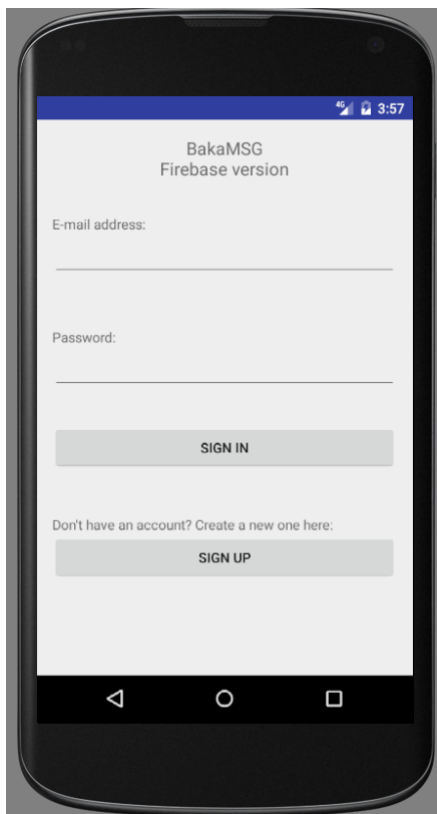 4G 3:57
BakaMSG
Firebase version
E-mail address:
Password:
SIGN IN
Don't have an account? Create a new one here:
SIGN UP